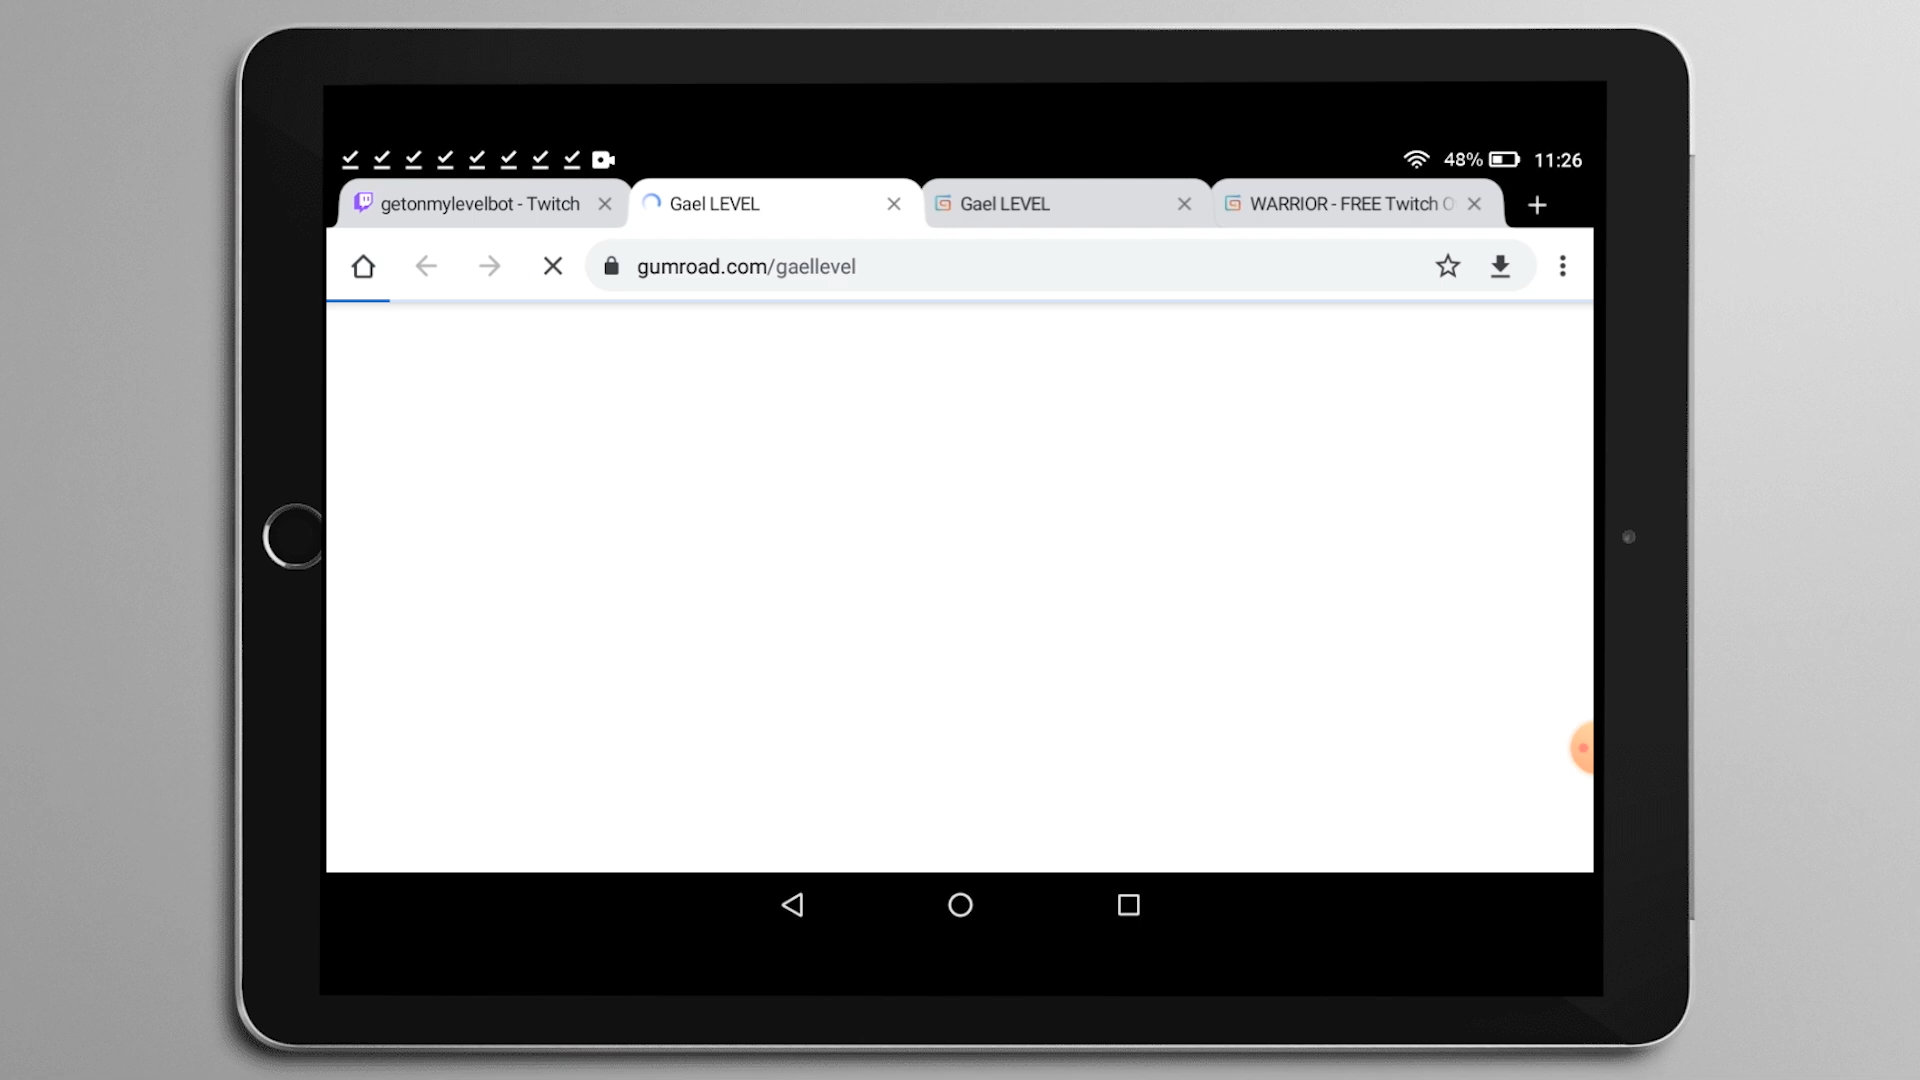 48% 11:26
getonmylevelbot - Twitch Gael LEVEL Gael LEVEL WARRIOR - FREE Twitch O
gumroad.com/gaellevel